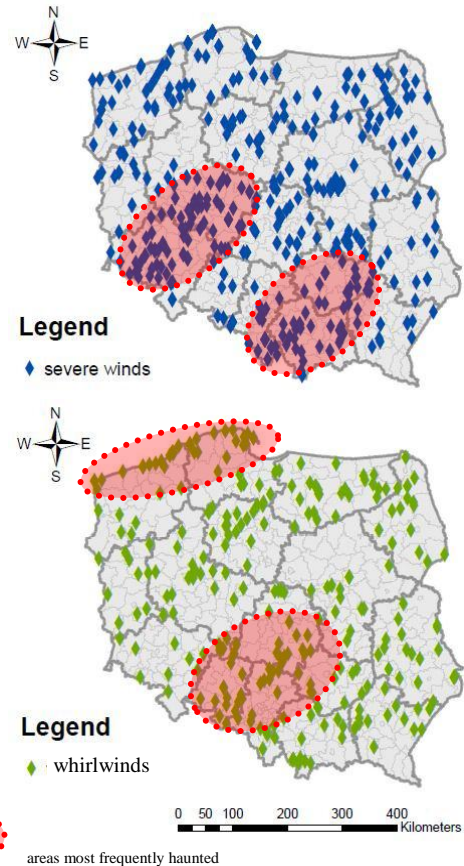 N
W E
S
Legend
severe winds
N
W E
S
Legend
whirlwinds
0 50 100 200 300 400
Kilometers
areas most frequently haunted